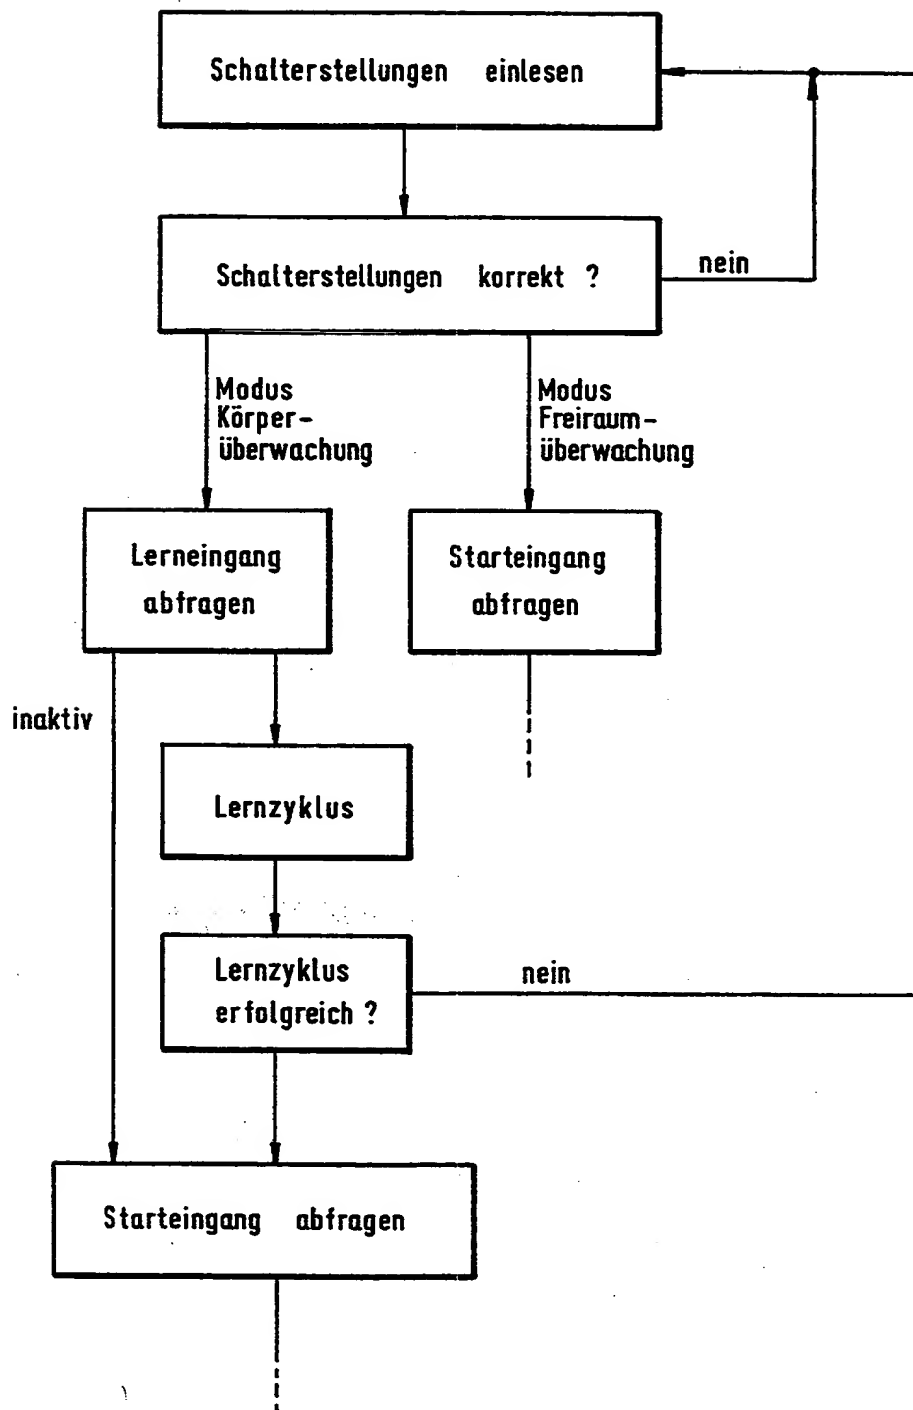 Schalterstellungen einlesen
Schalterstellungen korrekt ?
nein
Modus
Körper-
überwachung
Modus
Freiraum-
überwachung
Lerneingang
abfragen
Starteingang
abfragen
inaktiv
Lernzyklus
Lernzyklus
erfolgreich ?
nein
Starteingang abfragen